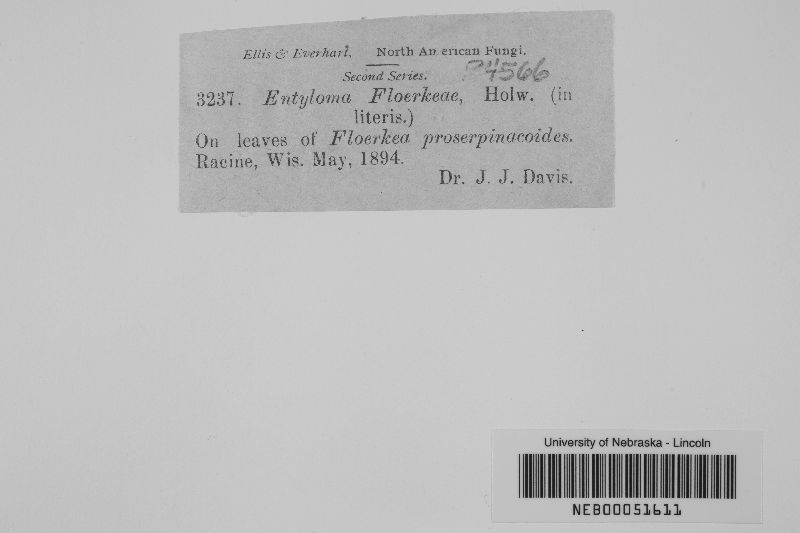 Ellis & Everhart. North American Fungi.
Second Series.
P4566
3237. Entyloma Floerkeae, Holw. (in
literis.)
On leaves of Floerkea proserpinacoides.
Racine, Wis. May, 1894.
Dr. J. J. Davis.
University of Nebraska - Lincoln
NEB00051611